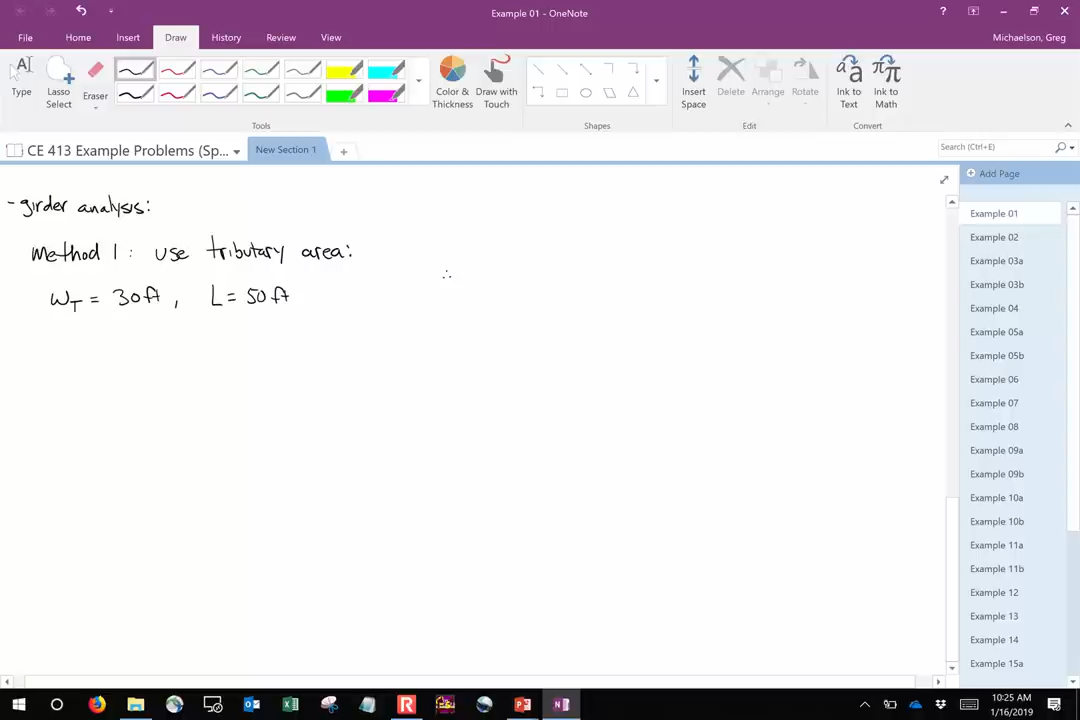 Example 01 - OneNote
?
Michaelson, Greg
File Home Insert Draw History Review View
Type
Lasso Select
Eraser
Color & Thickness
Draw with Touch
Insert Space
Delete
Arrange
Rotate
Ink to Text
Ink to Math
Tools
Shapes
Edit
Convert
CE 413 Example Problems (Sp...
New Section 1
Search (Ctrl+E)
Add Page
- girder analysis:
Method 1: use tributary area:
∴
wT = 30ft, L = 50ft
Example 01
Example 02
Example 03a
Example 03b
Example 04
Example 05a
Example 05b
Example 06
Example 07
Example 08
Example 09a
Example 09b
Example 10a
Example 10b
Example 11a
Example 11b
Example 12
Example 13
Example 14
Example 15a
10:25 AM
1/16/2019